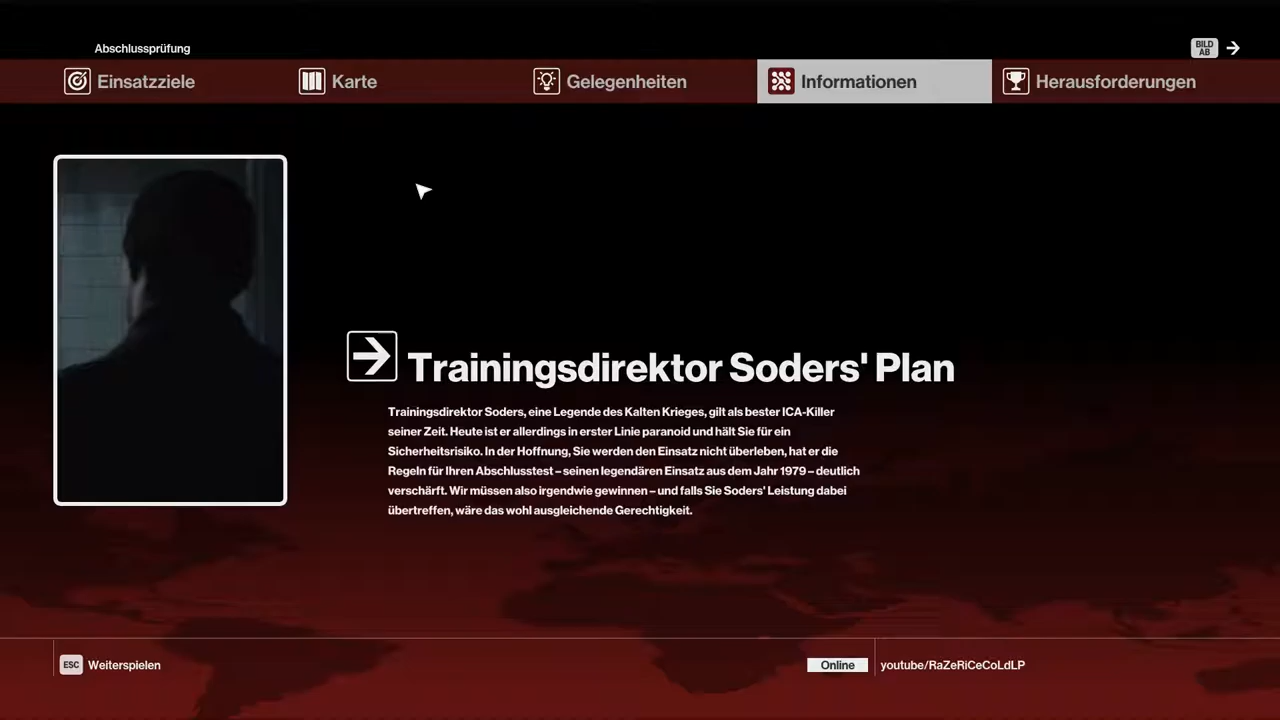 Abschlussprüfung
BILD AB
Einsatzziele
Karte
Gelegenheiten
Informationen
Herausforderungen
Trainingsdirektor Soders' Plan
Trainingsdirektor Soders, eine Legende des Kalten Krieges, gilt als bester ICA-Killer
seiner Zeit. Heute ist er allerdings in erster Linie paranoid und hält Sie für ein
Sicherheitsrisiko. In der Hoffnung, Sie werden den Einsatz nicht überleben, hat er die
Regeln für Ihren Abschlusstest – seinen legendären Einsatz aus dem Jahr 1979 – deutlich
verschärft. Wir müssen also irgendwie gewinnen – und falls Sie Soders' Leistung dabei
übertreffen, wäre das wohl ausgleichende Gerechtigkeit.
ESC Weiterspielen
Online
youtube/RaZeRiCeCoLdLP